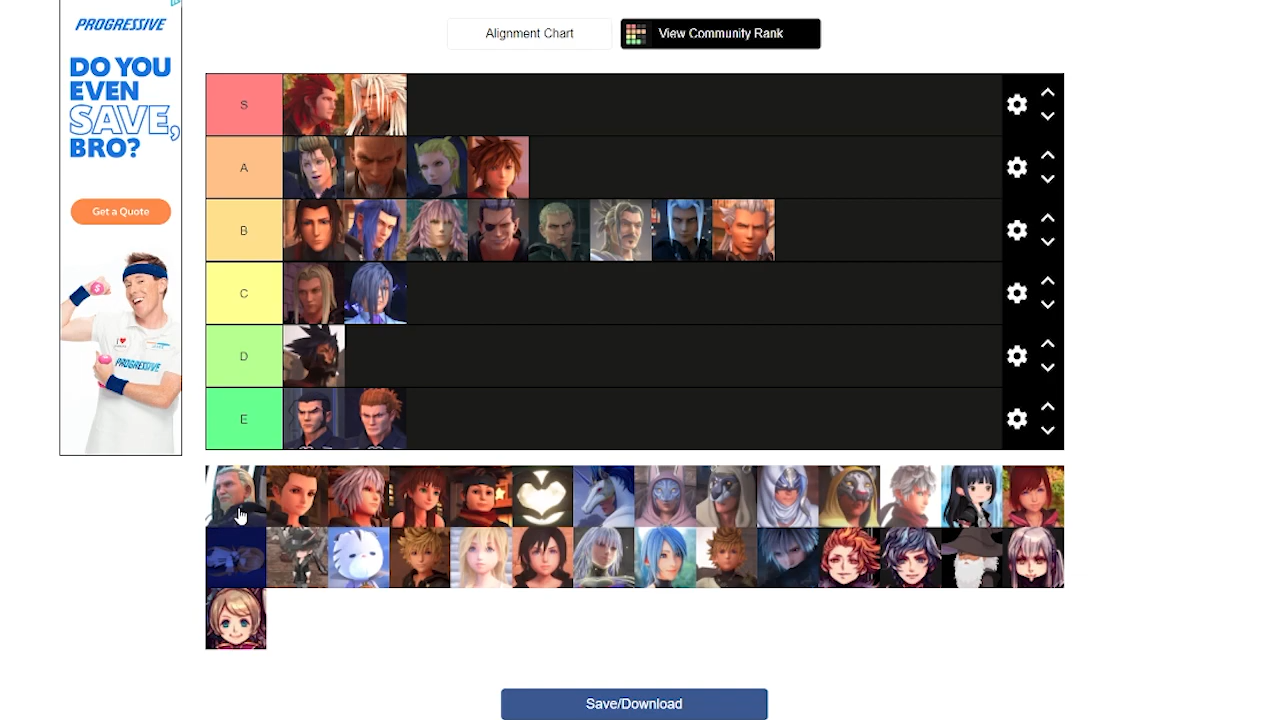 PROGRESSIVE
DO YOU
EVEN
SAVE,
BRO?
Get a Quote
I
PROGRESSIVE
Alignment Chart
View Community Rank
S
A
B
C
D
E
Save/Download